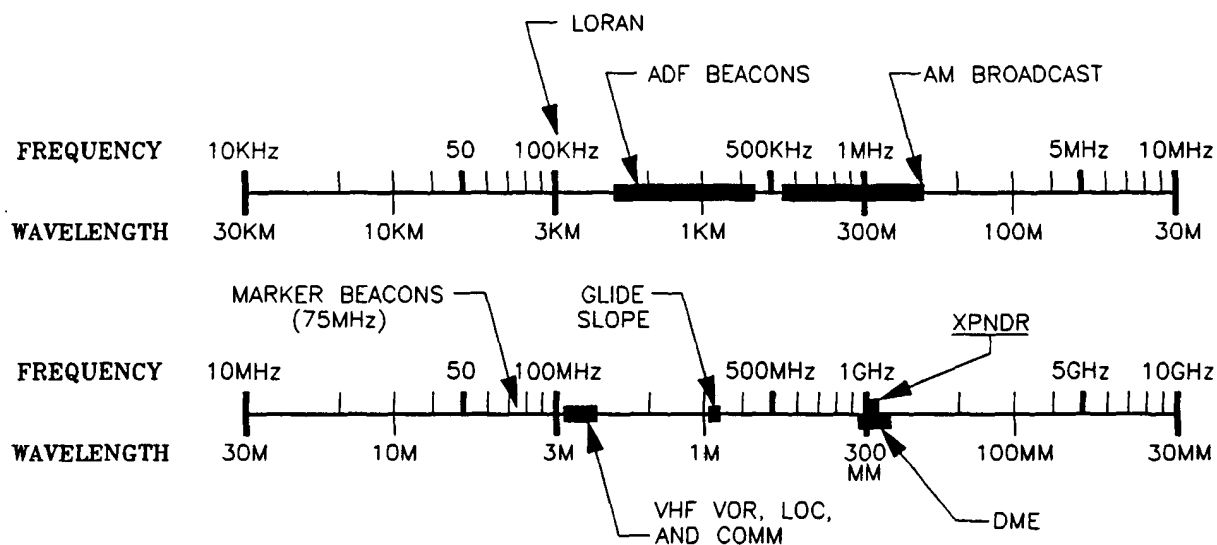 LORAN
ADF BEACONS
AM BROADCAST
FREQUENCY 10KHz 50 100KHz 500KHz 1MHz 5MHz 10MHz
WAVELENGTH 30KM 10KM 3KM 1KM 300M 100M 30M
MARKER BEACONS
(75MHz)
GLIDE
SLOPE
XPNDR
FREQUENCY 10MHz 50 100MHz 500MHz 1GHz 5GHz 10GHz
WAVELENGTH 30M 10M 3M 1M 300 MM 100MM 30MM
VHF VOR, LOC,
AND COMM
DME